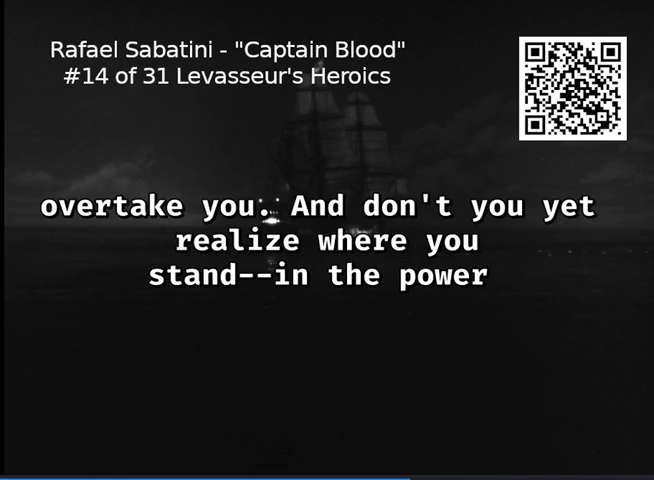 Rafael Sabatini - "Captain Blood"
#14 of 31 Levasseur's Heroics
overtake you. And don't you yet
realize where you
stand--in the power